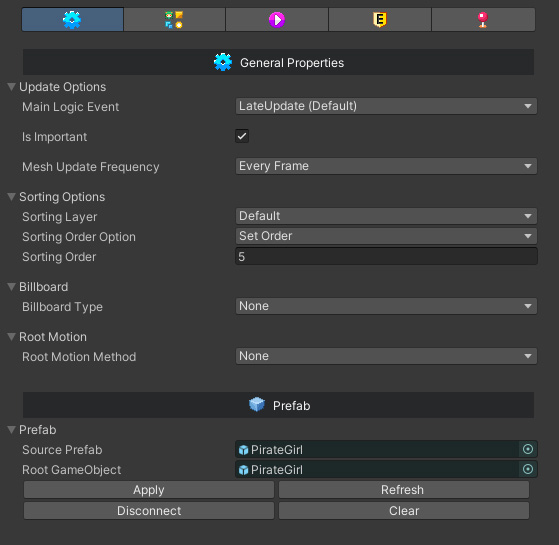 E
General Properties
Update Options
Main Logic Event LateUpdate (Default)
Is Important
Mesh Update Frequency Every Frame
Sorting Options
Sorting Layer Default
Sorting Order Option Set Order
Sorting Order 5
Billboard
Billboard Type None
Root Motion
Root Motion Method None
Prefab
Prefab
Source Prefab PirateGirl
Root GameObject PirateGirl
Apply Refresh
Disconnect Clear